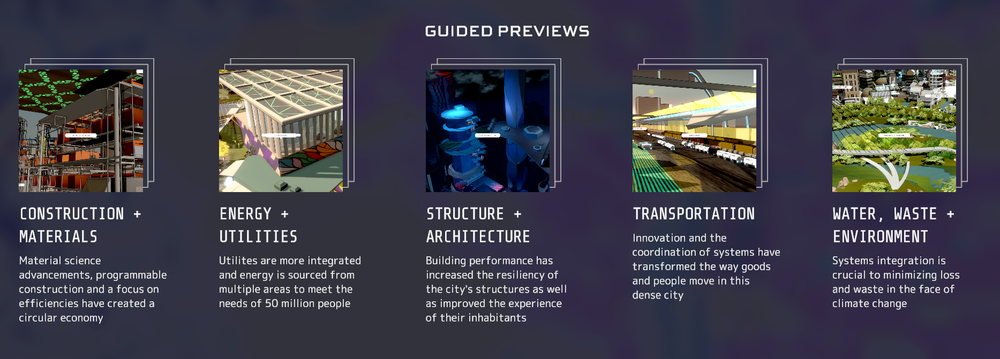 GUIDED PREVIEWS
CONSTRUCTION +
MATERIALS
Material science
advancements, programmable
construction and a focus on
efficiencies have created a
circular economy
ENERGY +
UTILITIES
Utilites are more integrated
and energy is sourced from
multiple areas to meet the
needs of 50 million people
STRUCTURE +
ARCHITECTURE
Building performance has
increased the resiliency of
the city's structures as well
as improved the experience
of their inhabitants
TRANSPORTATION
Innovation and the
coordination of systems have
transformed the way goods
and people move in this
dense city
WATER, WASTE +
ENVIRONMENT
Systems integration is
crucial to minimizing loss
and waste in the face of
climate change